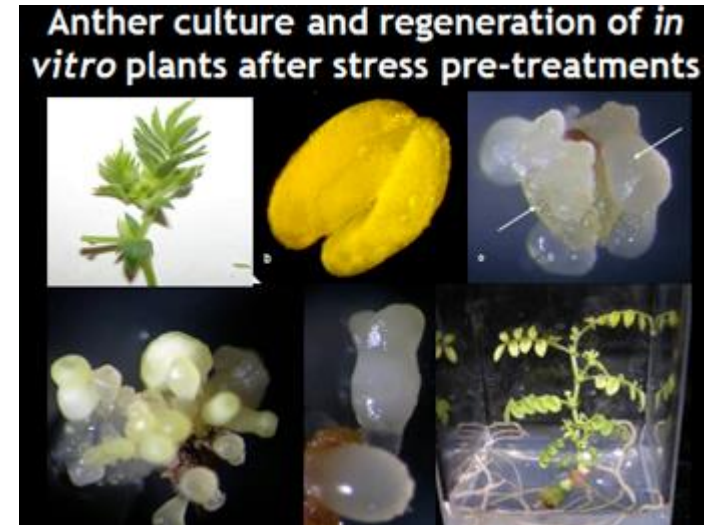 Anther culture and regeneration of in
vitro plants after stress pre-treatments
b